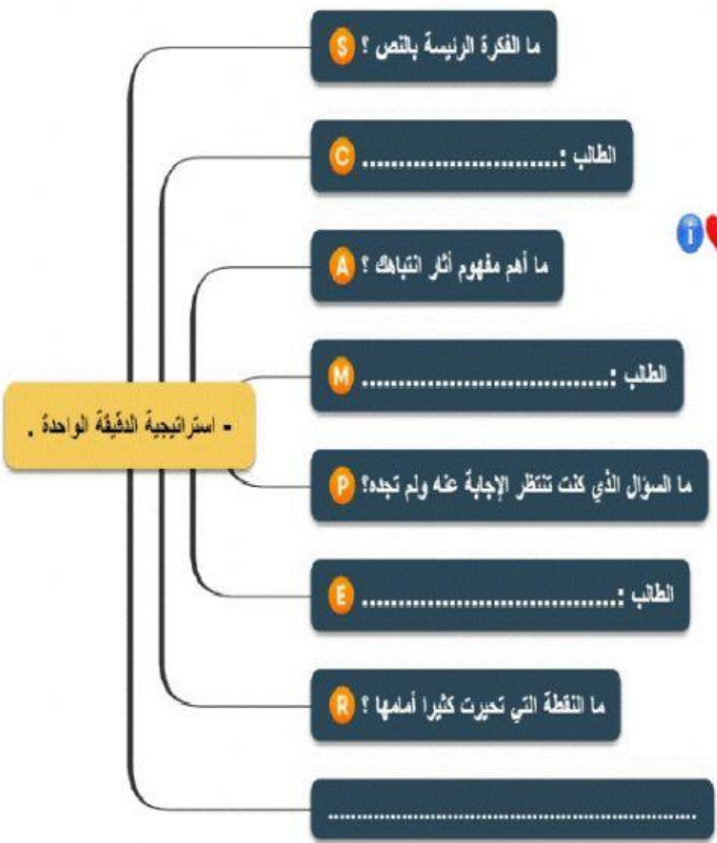 ما الفكرة الرئيسة بالنص ؟ S
الطالب :........................... C
ما أهم مفهوم أثار انتباهك ؟ A
الطالب :.................................. M
- استراتيجية الدقيقة الواحدة .
ما السؤال الذي كنت تنتظر الإجابة عنه ولم تجده؟ P
الطالب :................................... E
ما النقطة التي تحيرت كثيرا أمامها ؟ R
............................................................